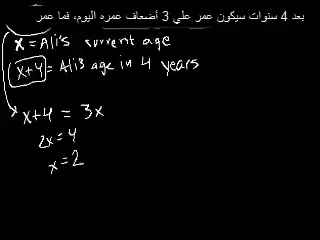 بعد 4 سنوات سيكون عمر علي 3 أضعاف عمره اليوم، فما عمر
x = Ali's current age
x+4 = Ali's age in 4 years
x+4 = 3x
2x = 4
x = 2